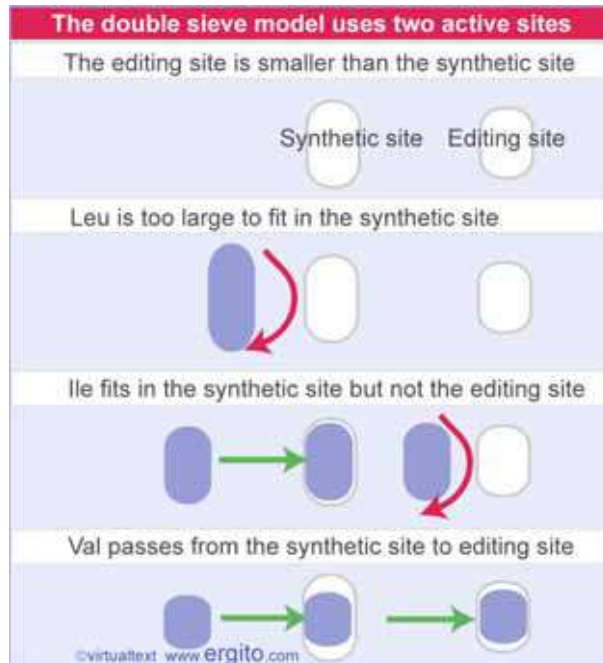 The double sieve model uses two active sites
The editing site is smaller than the synthetic site
Synthetic site Editing site
Leu is too large to fit in the synthetic site
Ile fits in the synthetic site but not the editing site
Val passes from the synthetic site to editing site
©virtualtext www.ergito.com